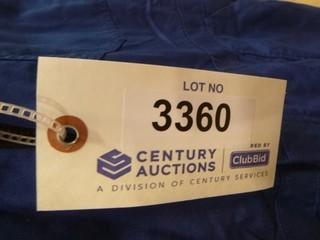 LOT NO
3360
CENTURY
AUCTIONS
RED BY
ClubBid
A DIVISION OF CENTURY SERVICES